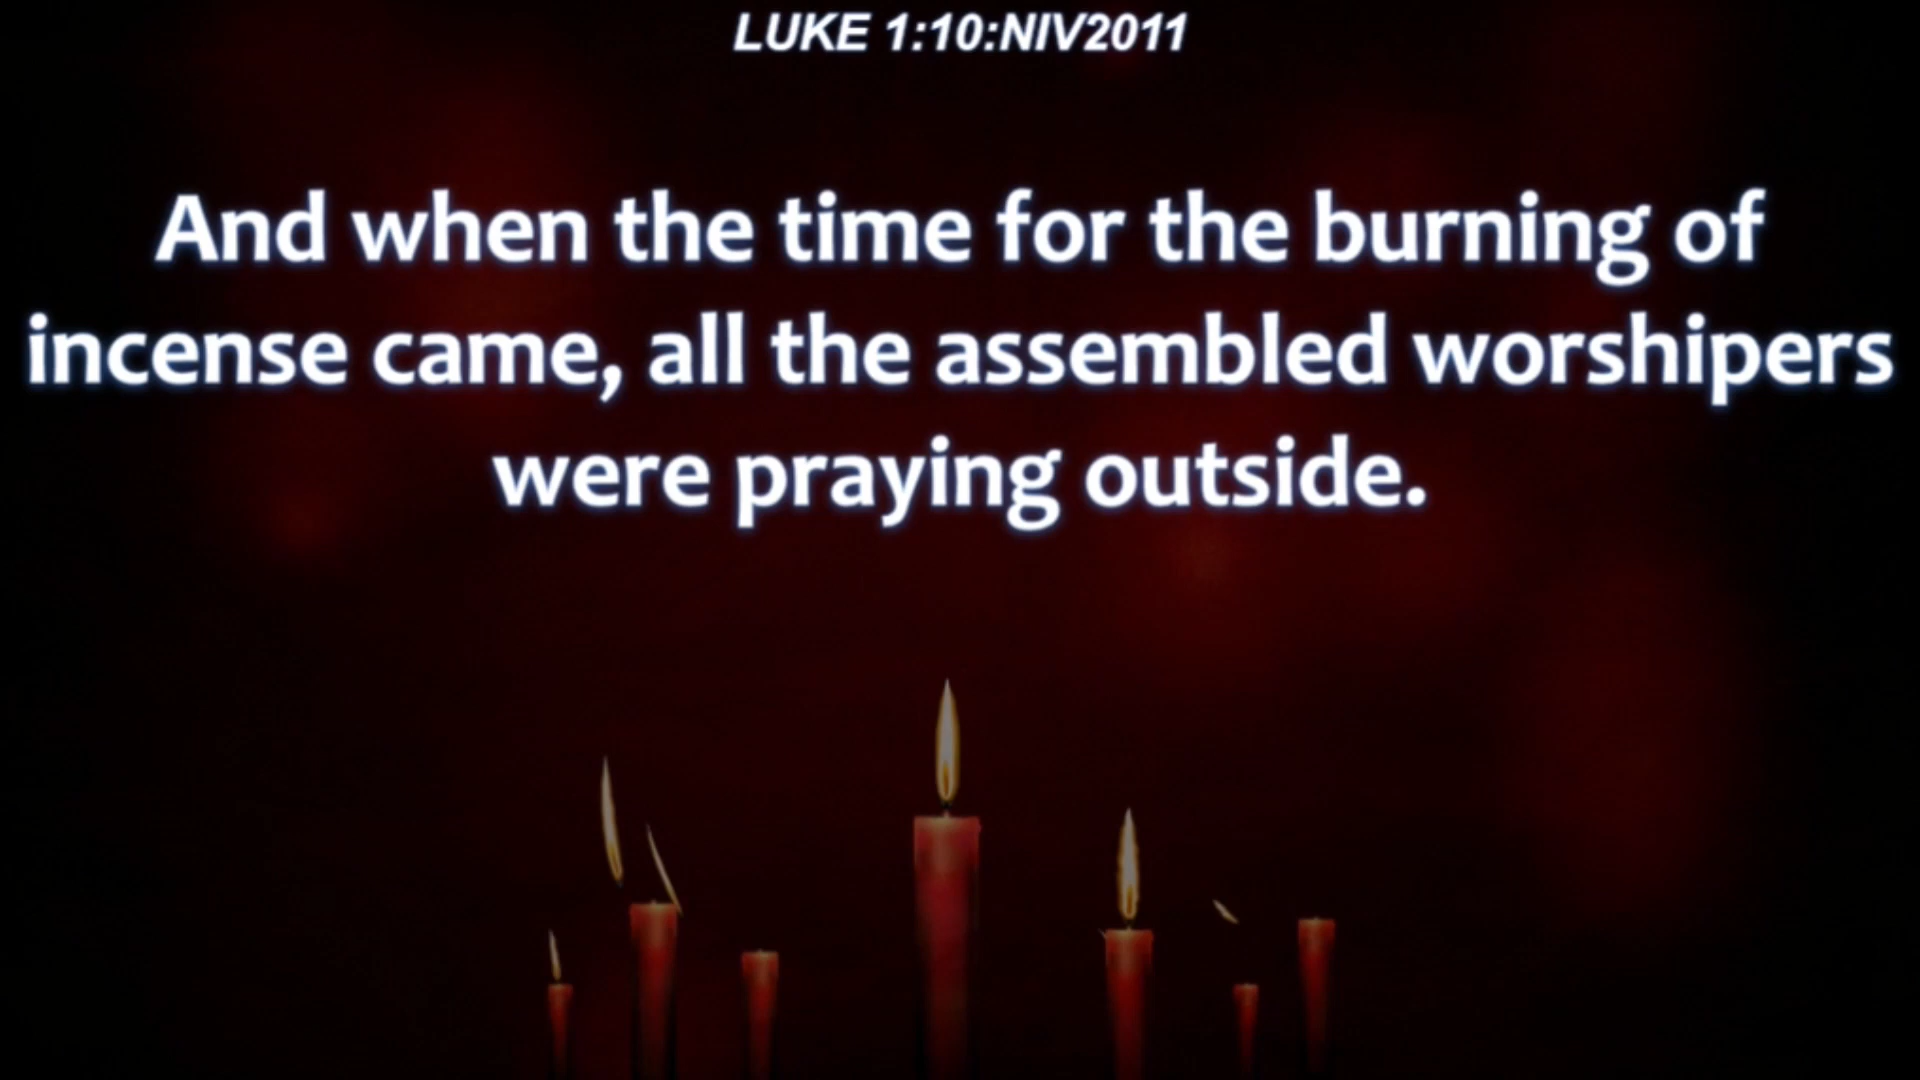 LUKE 1:10:NIV2011
And when the time for the burning of
incense came, all the assembled worshipers
were praying outside.